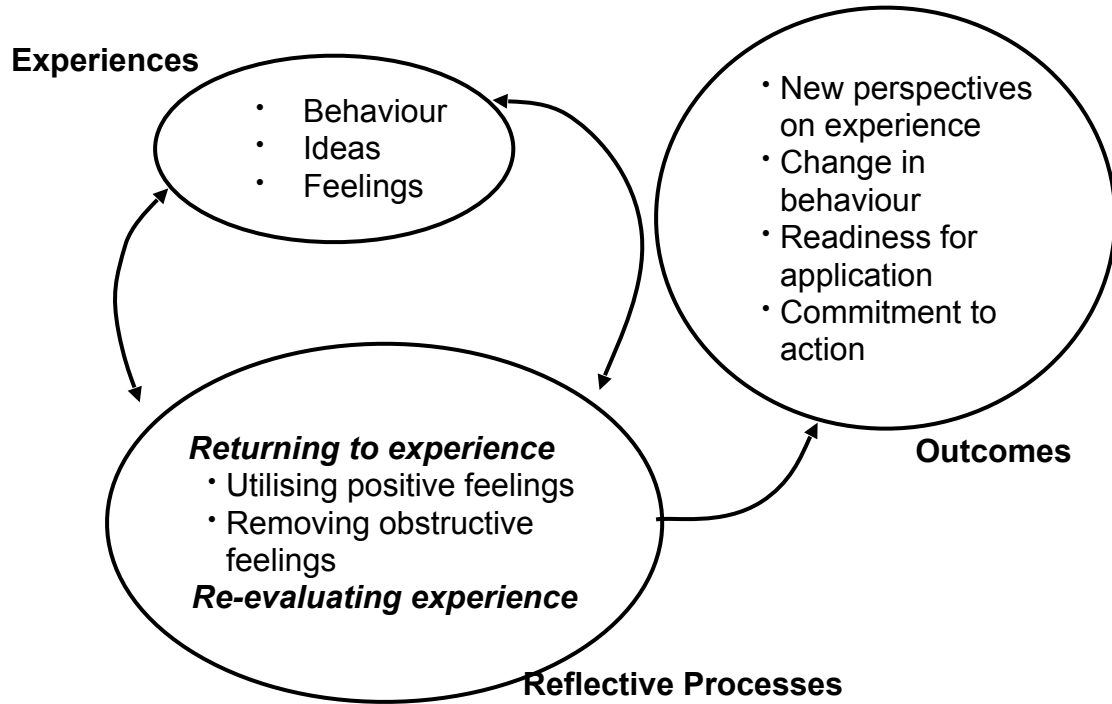 Experiences
• Behaviour
• Ideas
• Feelings
• New perspectives
on experience
• Change in
behaviour
• Readiness for
application
• Commitment to
action
Outcomes
Returning to experience
• Utilising positive feelings
• Removing obstructive
feelings
Re-evaluating experience
Reflective Processes